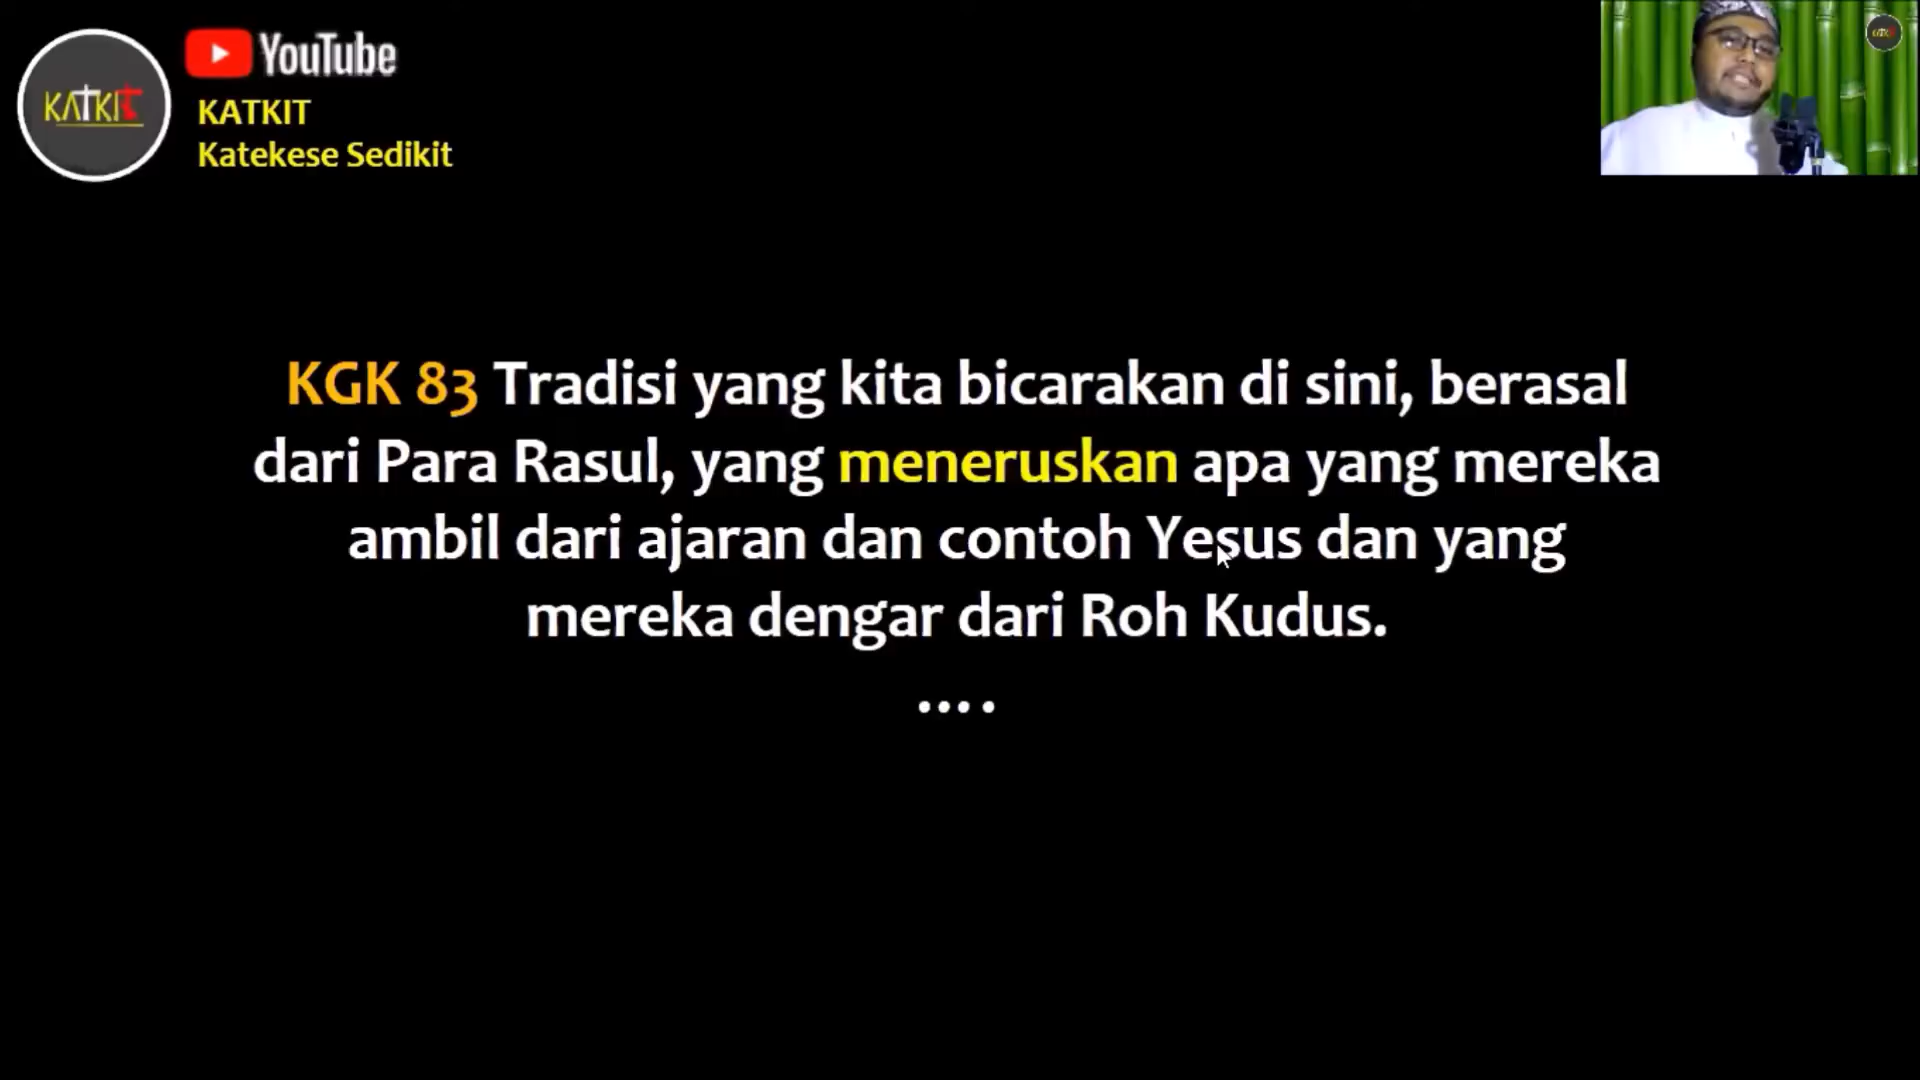 KATKIT
YouTube
KATKIT
Katekese Sedikit
KGK 83 Tradisi yang kita bicarakan di sini, berasal
dari Para Rasul, yang meneruskan apa yang mereka
ambil dari ajaran dan contoh Yesus dan yang
mereka dengar dari Roh Kudus.
....